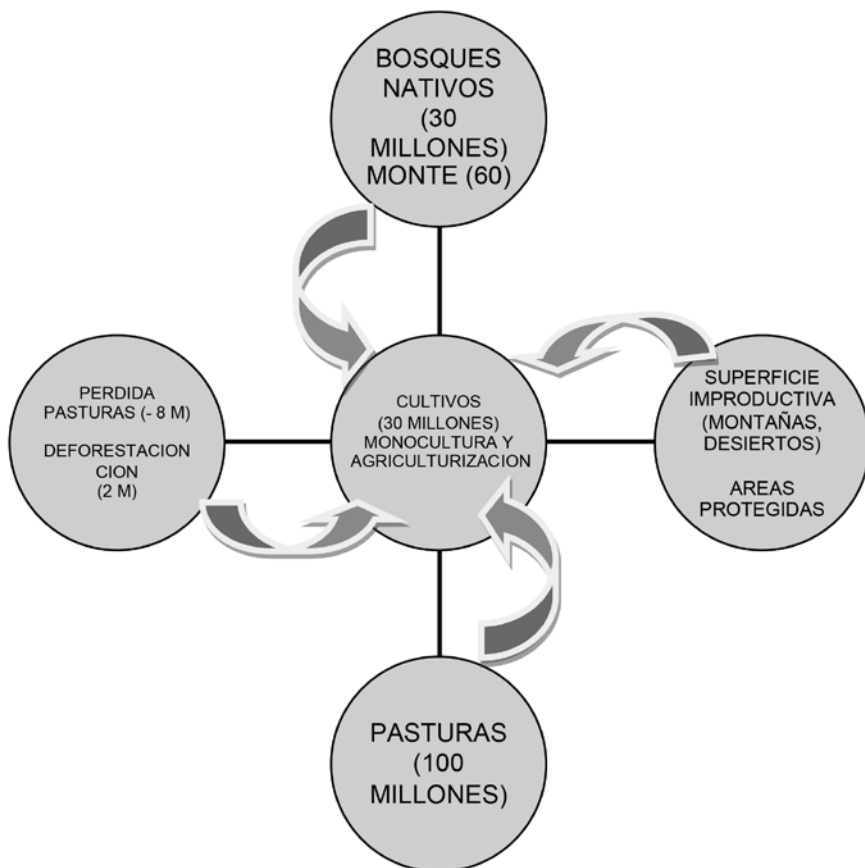 BOSQUES
NATIVOS
(30
MILLONES)
MONTE (60)
PERDIDA
PASTURAS (- 8 M)
DEFORESTACION
CION
(2 M)
CULTIVOS
(30 MILLONES)
MONOCULTURA Y
AGRICULTURIZACION
SUPERFICIE
IMPRODUCTIVA
(MONTAÑAS,
DESIERTOS)
AREAS
PROTEGIDAS
PASTURAS
(100
MILLONES)